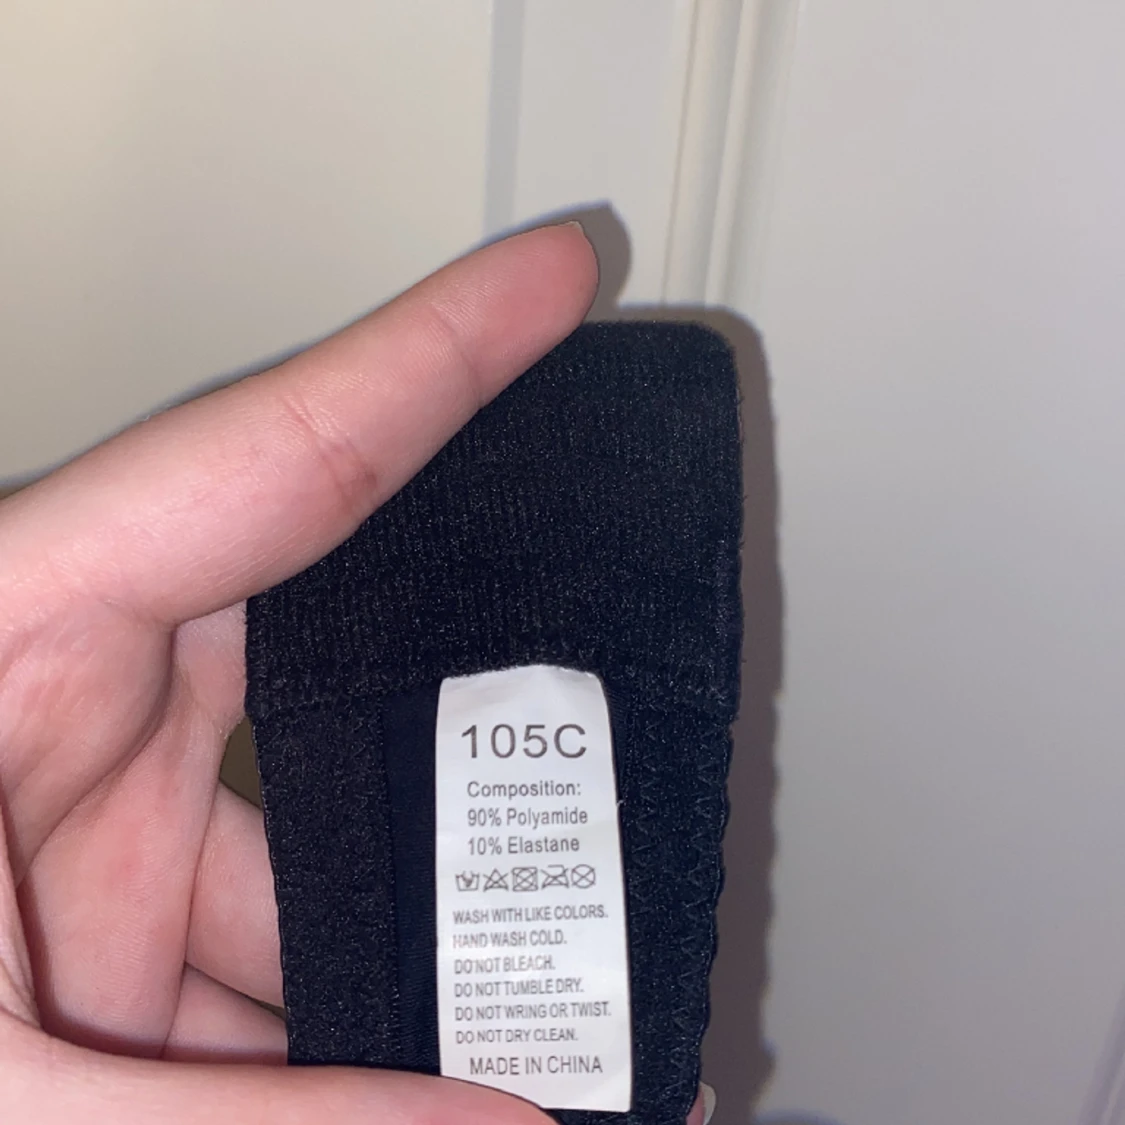 105C
Composition:
90% Polyamide
10% Elastane
WASH WITH LIKE COLORS.
HAND WASH COLD.
DO NOT BLEACH.
DO NOT TUMBLE DRY.
DO NOT WRING OR TWIST.
DO NOT DRY CLEAN.
MADE IN CHINA